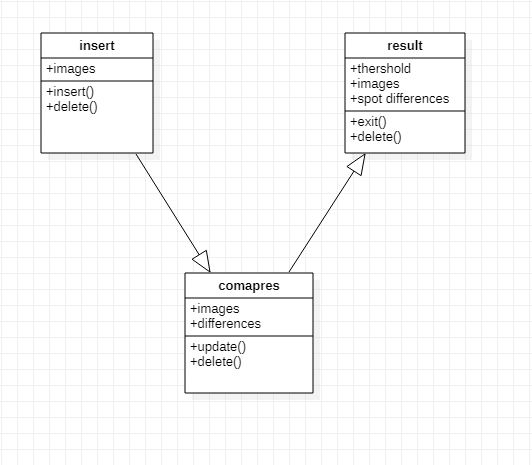 insert
+images
+insert()
+delete()
result
+thershold
+images
+spot differences
+exit()
+delete()
comapres
+images
+differences
+update()
+delete()